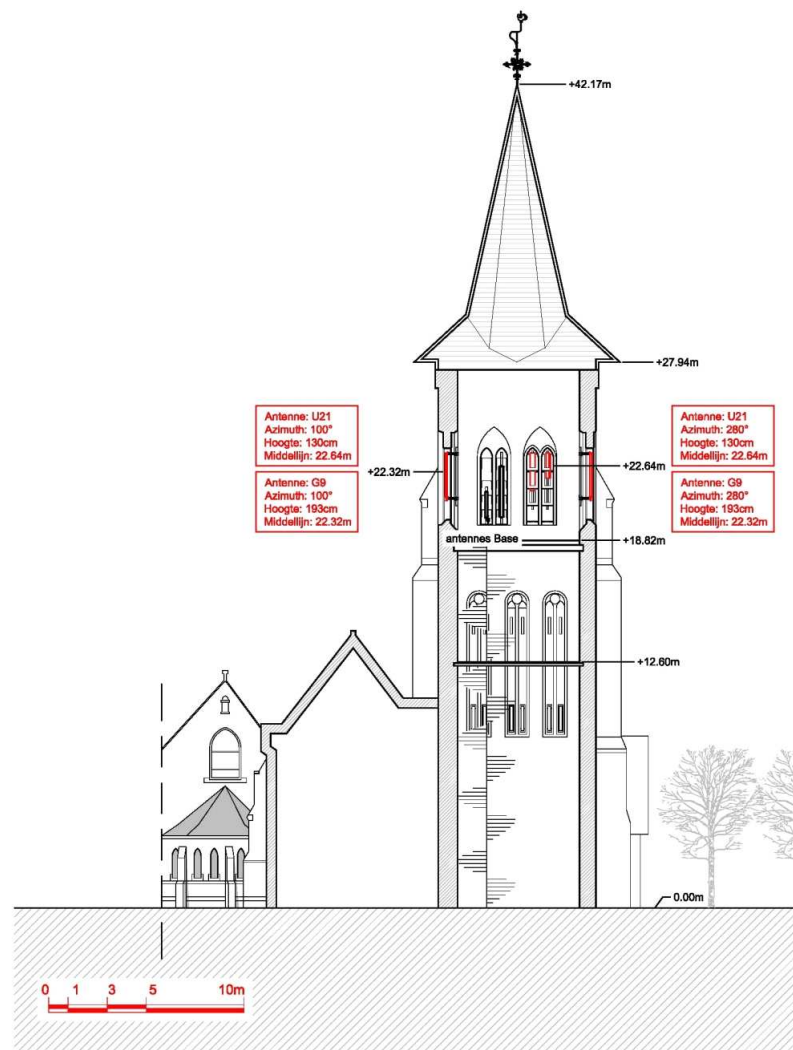 +42.17m
+27.94m
Antenne: U21
Azimuth: 100°
Hoogte: 130cm
Middellijn: 22.64m
Antenne: U21
Azimuth: 280°
Hoogte: 130cm
Middellijn: 22.64m
+22.32m
+22.64m
Antenne: G9
Azimuth: 100°
Hoogte: 193cm
Middellijn: 22.32m
Antenne: G9
Azimuth: 280°
Hoogte: 193cm
Middellijn: 22.32m
antennes Base
+18.82m
+12.60m
0.00m
0 1 3 5 10m